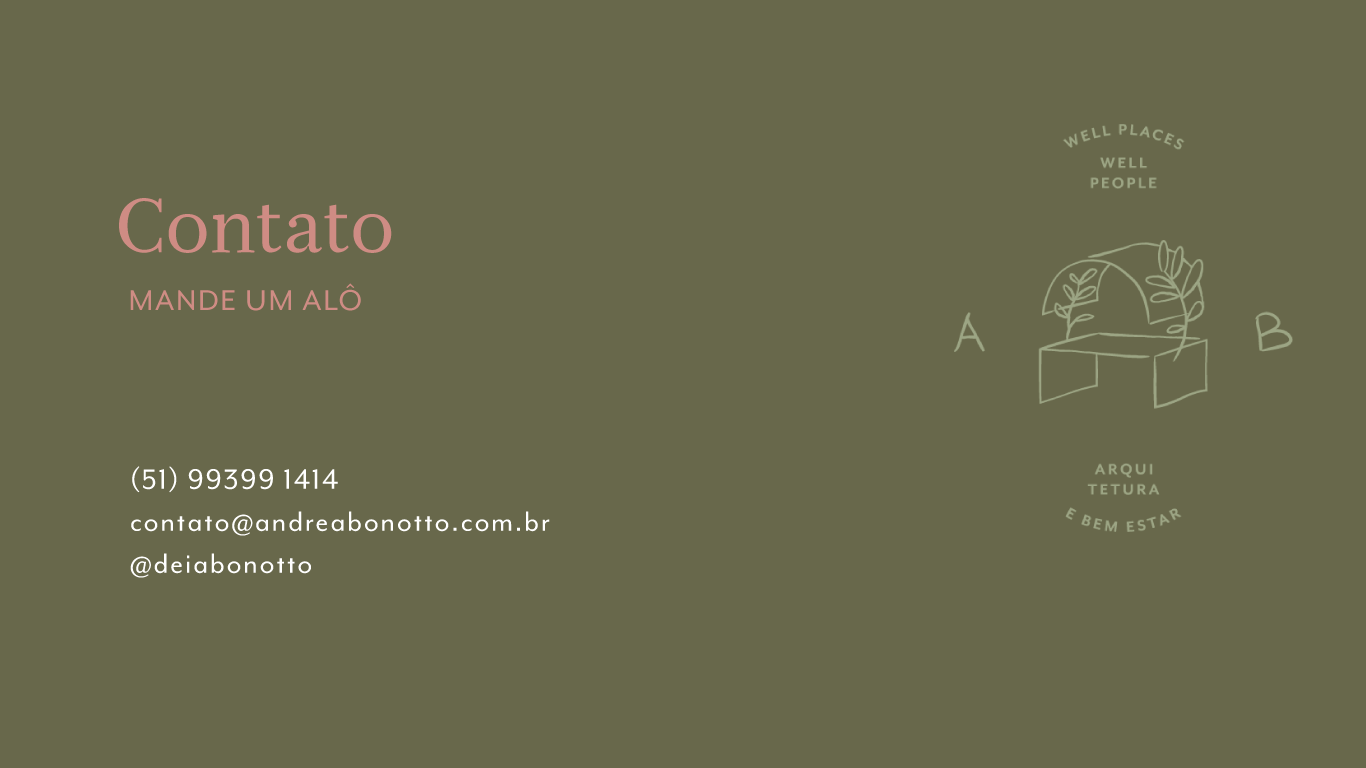 Contato
MANDE UM ALÔ
(51) 99399 1414
contato@andreabonotto.com.br
@deiabonotto
WELL PLACES
WELL
PEOPLE
A
B
ARQUI
TETURA
E BEM ESTAR